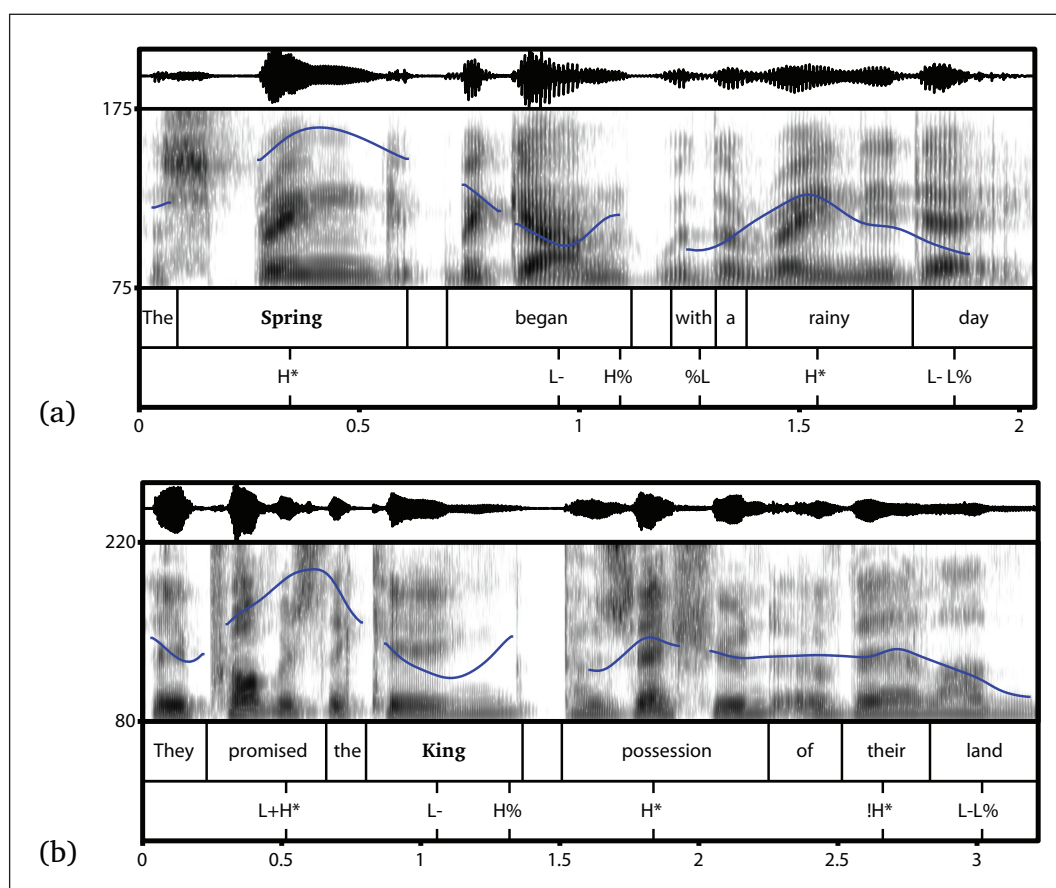 175
75
The Spring began with a rainy day
H* L- H% %L H* L- L%
(a)
0 0.5 1 1.5 2
220
80
They promised the King possession of their land
L+H* L- H% H* !H* L-L%
(b)
0 0.5 1 1.5 2 2.5 3